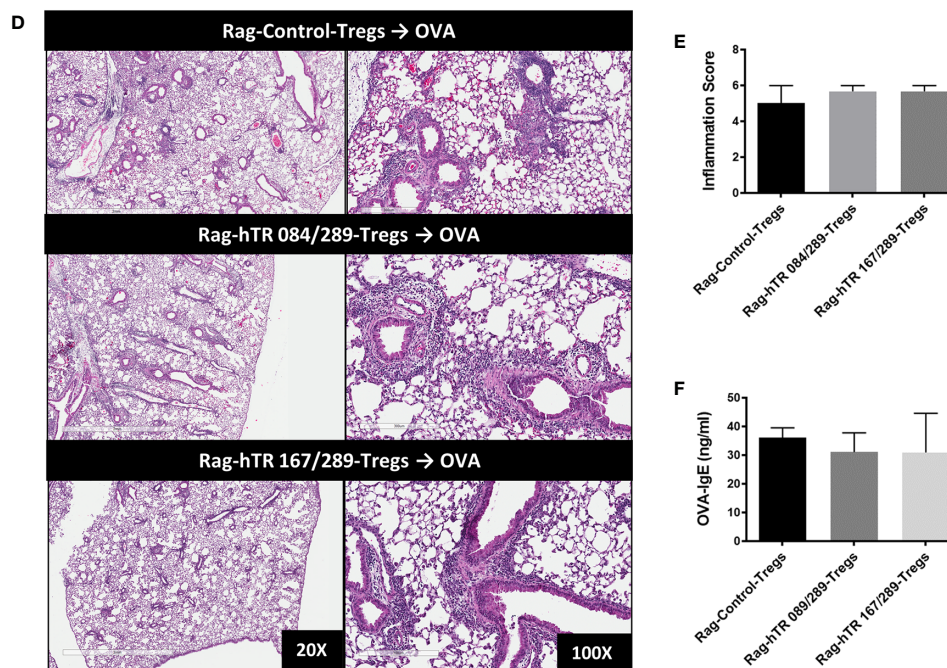 D
Rag-Control-Tregs → OVA
Rag-hTR 084/289-Tregs → OVA
Rag-hTR 167/289-Tregs → OVA
20X
100X
E
Inflammation Score
8
6
4
2
0
Rag-Control-Tregs
Rag-hTR 084/289-Tregs
Rag-hTR 167/289-Tregs
F
OVA-IgE (ng/ml)
50
40
30
20
10
0
Rag-Control-Tregs
Rag-hTR 089/289-Tregs
Rag-hTR 167/289-Tregs